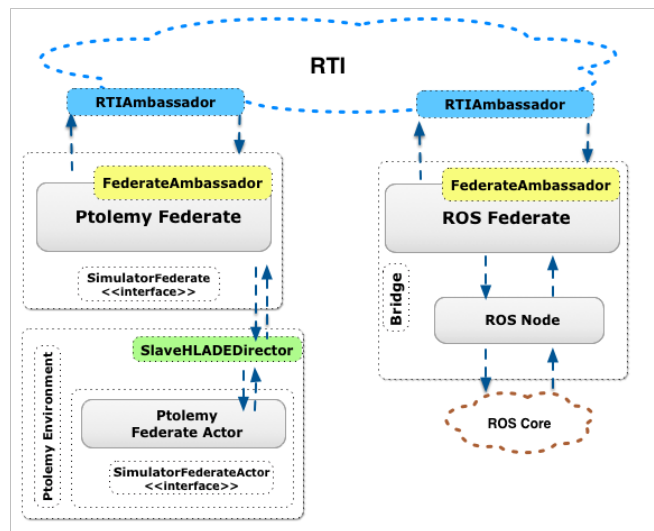 RTI
RTIAmbassador
RTIAmbassador
FederateAmbassador
Ptolemy Federate
SimulatorFederate
<<interface>>
SlaveHLADEDirector
Ptolemy Environment
Ptolemy
Federate Actor
SimulatorFederateActor
<<interface>>
FederateAmbassador
ROS Federate
Bridge
ROS Node
ROS Core